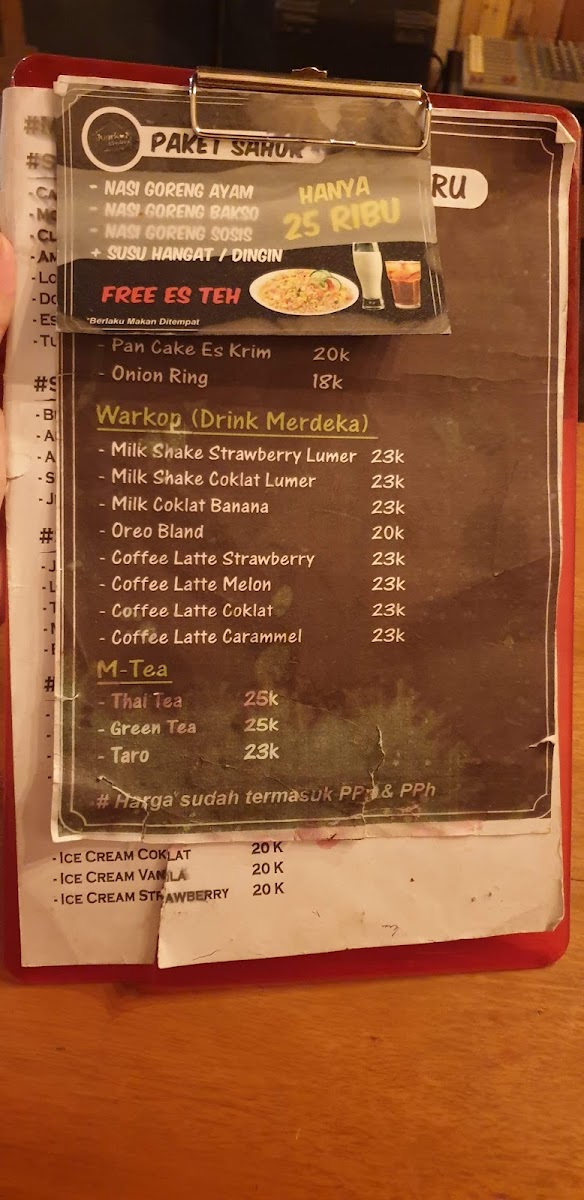 PAKET SAHUR
- NASI GORENG AYAM
- NASI GORENG BAKSO
- NASI GORENG SOSIS
+ SUSU HANGAT / DINGIN
HANYA
25 RIBU
FREE ES TEH
*Berlaku Makan Ditempat
RU
- Pan Cake Es Krim 20k
- Onion Ring 18k
Warkop (Drink Merdeka)
- Milk Shake Strawberry Lumer 23k
- Milk Shake Coklat Lumer 23k
- Milk Coklat Banana 23k
- Oreo Bland 20k
- Coffee Latte Strawberry 23k
- Coffee Latte Melon 23k
- Coffee Latte Coklat 23k
- Coffee Latte Carammel 23k
M-Tea
- Thai Tea 25k
- Green Tea 25k
- Taro 23k
# Harga sudah termasuk PPn & PPh
- ICE CREAM COKLAT 20 K
- ICE CREAM VANILA 20 K
- ICE CREAM STRAWBERRY 20 K